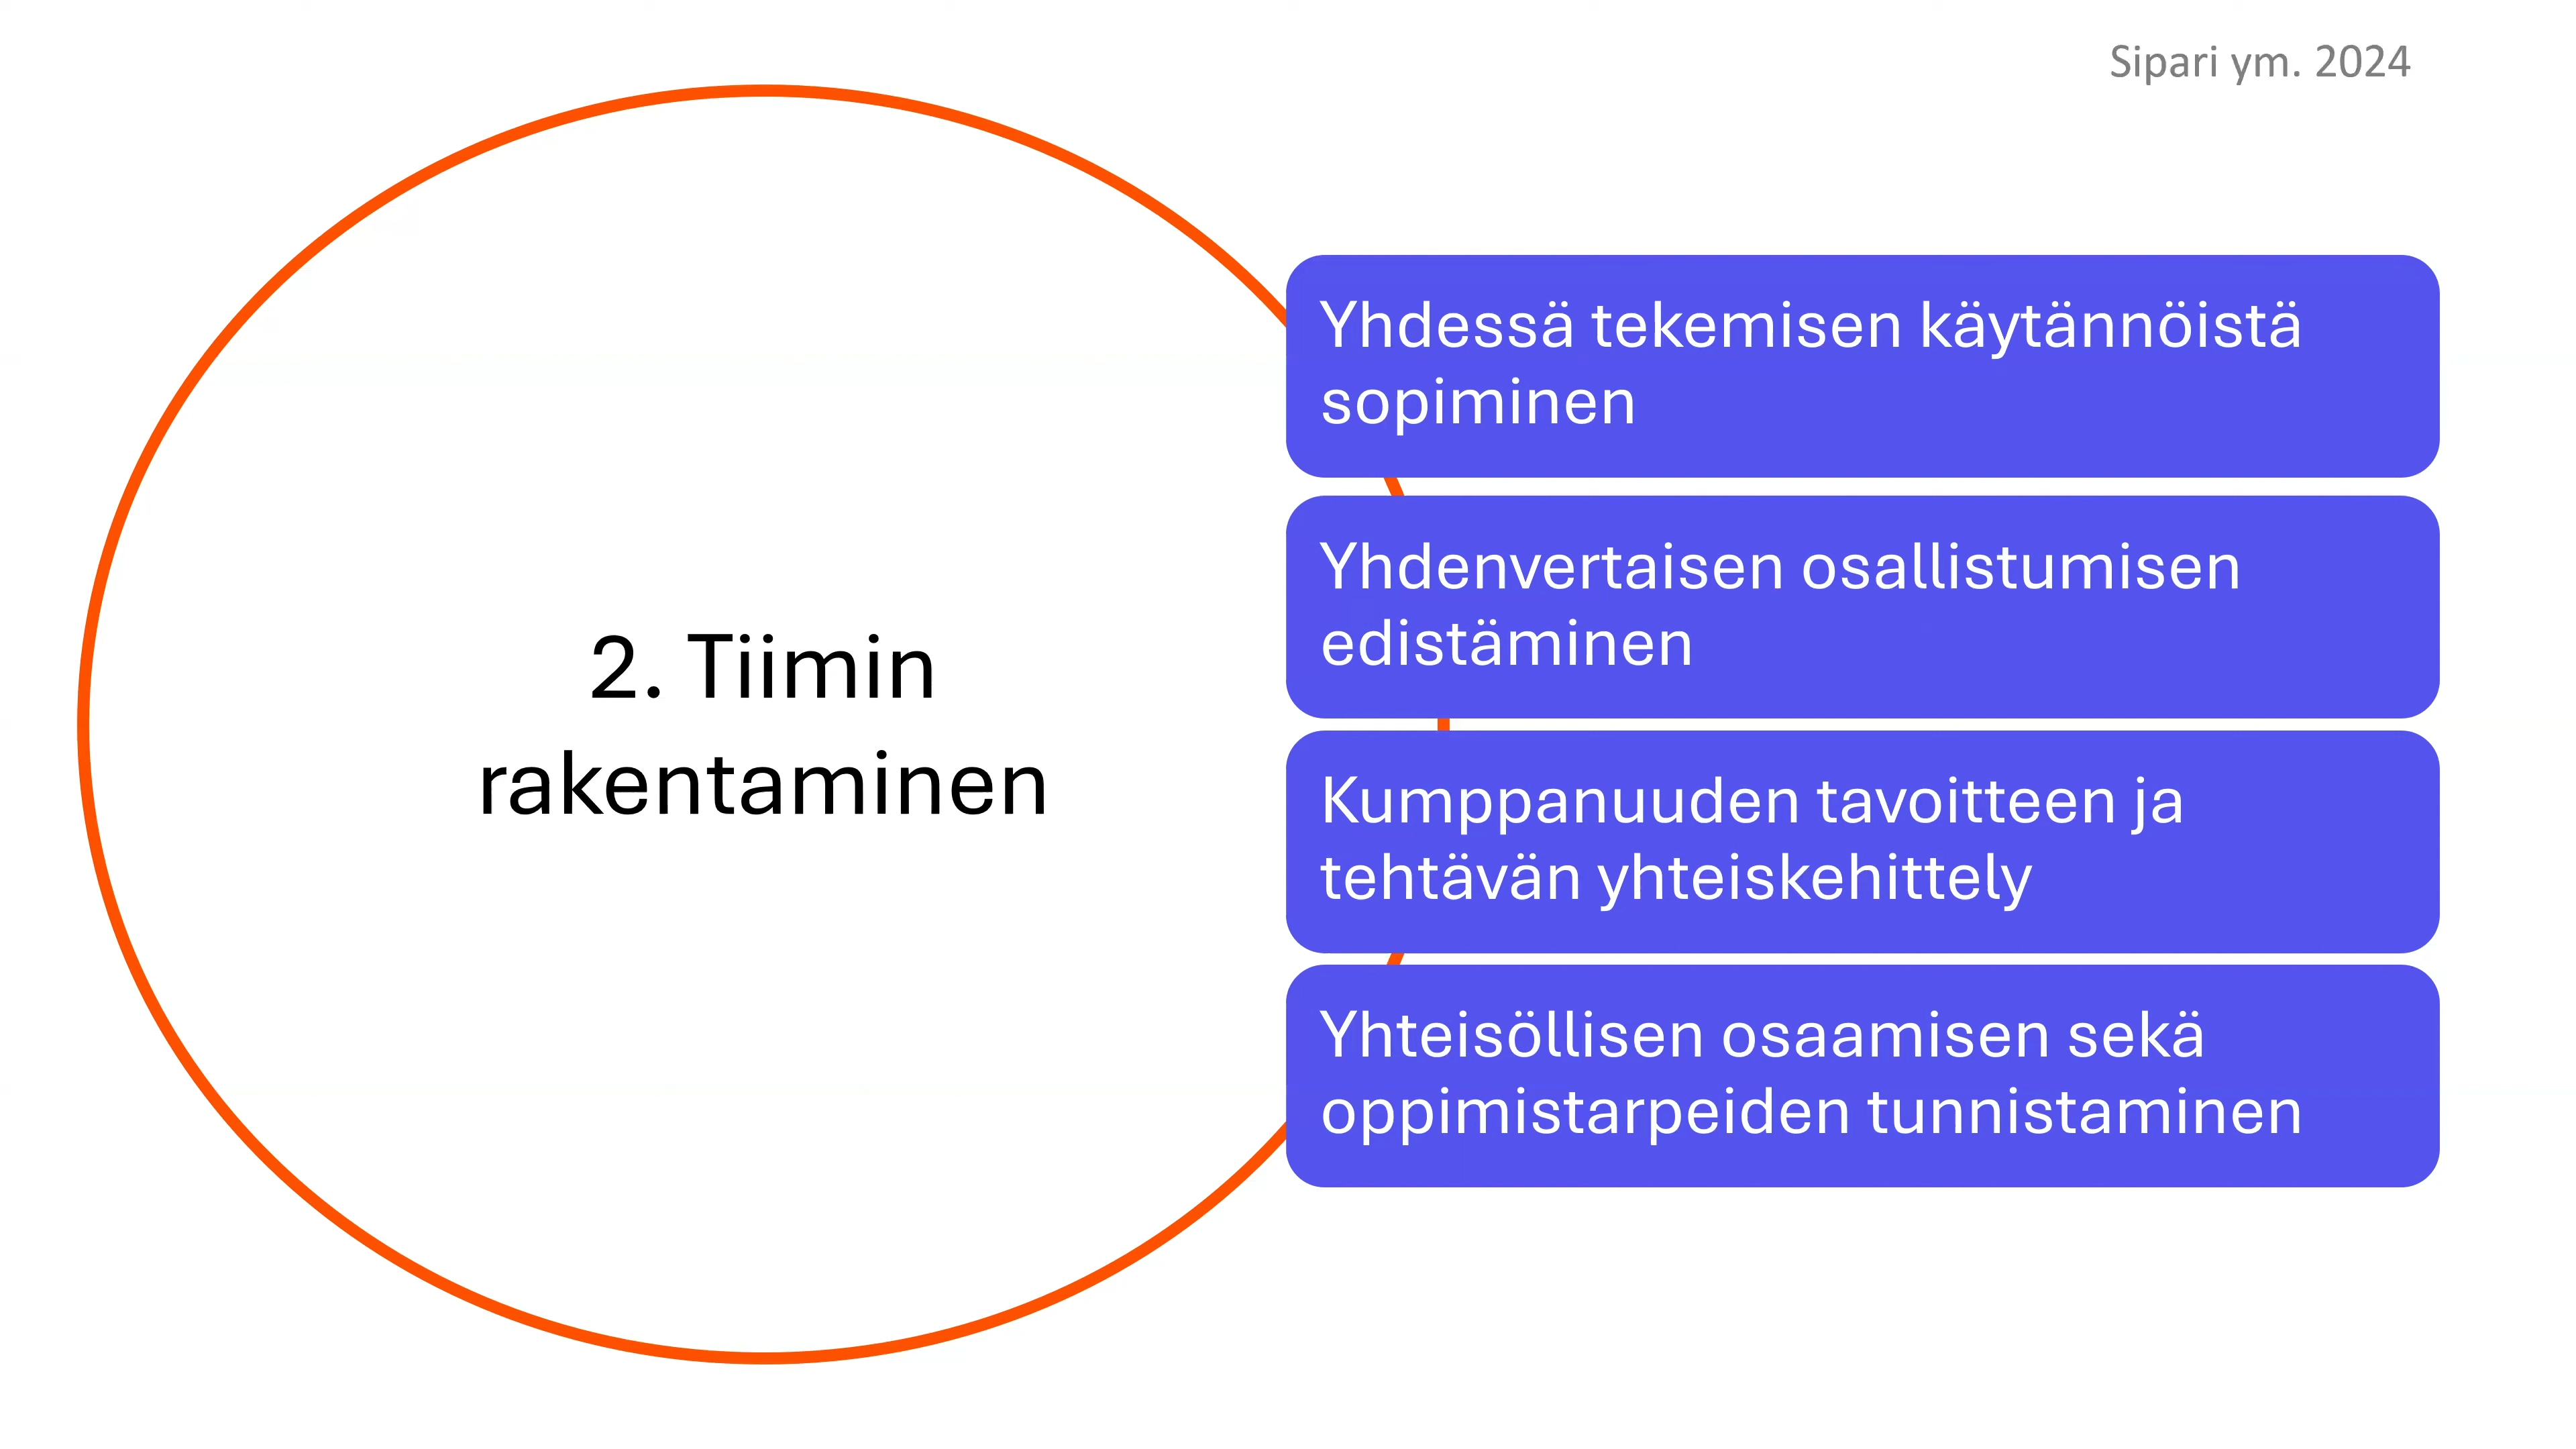 Sipari ym. 2024
2. Tiimin
rakentaminen
Yhdessä tekemisen käytännöistä
sopiminen
Yhdenvertaisen osallistumisen
edistäminen
Kumppanuuden tavoitteen ja
tehtävän yhteiskehittely
Yhteisöllisen osaamisen sekä
oppimistarpeiden tunnistaminen